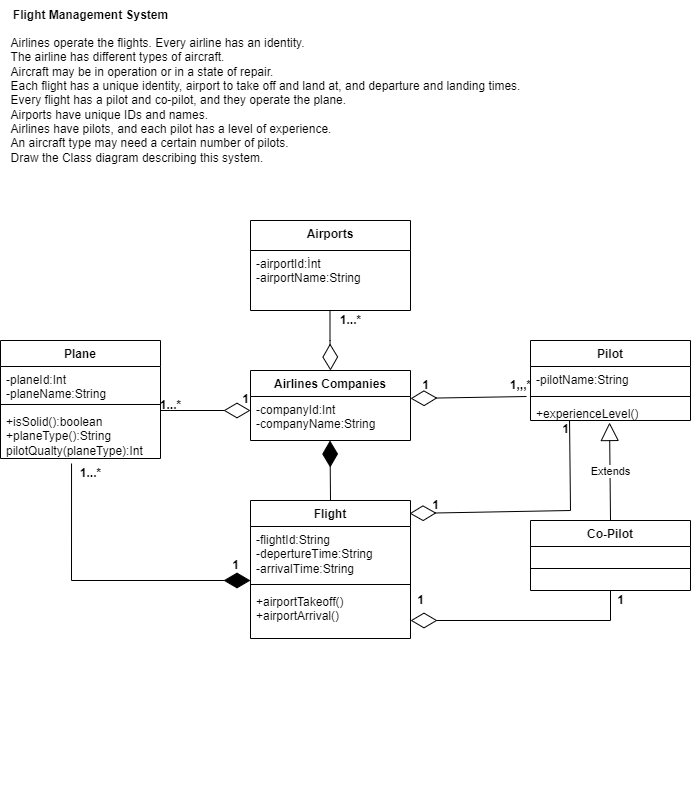 Flight Management System
Airlines operate the flights. Every airline has an identity.
The airline has different types of aircraft.
Aircraft may be in operation or in a state of repair.
Each flight has a unique identity, airport to take off and land at, and departure and landing times.
Every flight has a pilot and co-pilot, and they operate the plane.
Airports have unique IDs and names.
Airlines have pilots, and each pilot has a level of experience.
An aircraft type may need a certain number of pilots.
Draw the Class diagram describing this system.
Airports
-airportId:İnt
-airportName:String
1...*
Plane
-planeId:Int
-planeName:String
+isSolid():boolean
+planeType():String
pilotQualty(planeType):Int
1...*
1
1...*
Airlines Companies
-companyId:Int
-companyName:String
1
1,,,*
Pilot
-pilotName:String
+experienceLevel()
1
Extends
Co-Pilot
1
Flight
-flightId:String
-depertureTime:String
-arrivalTime:String
+airportTakeoff()
+airportArrival()
1
1
1